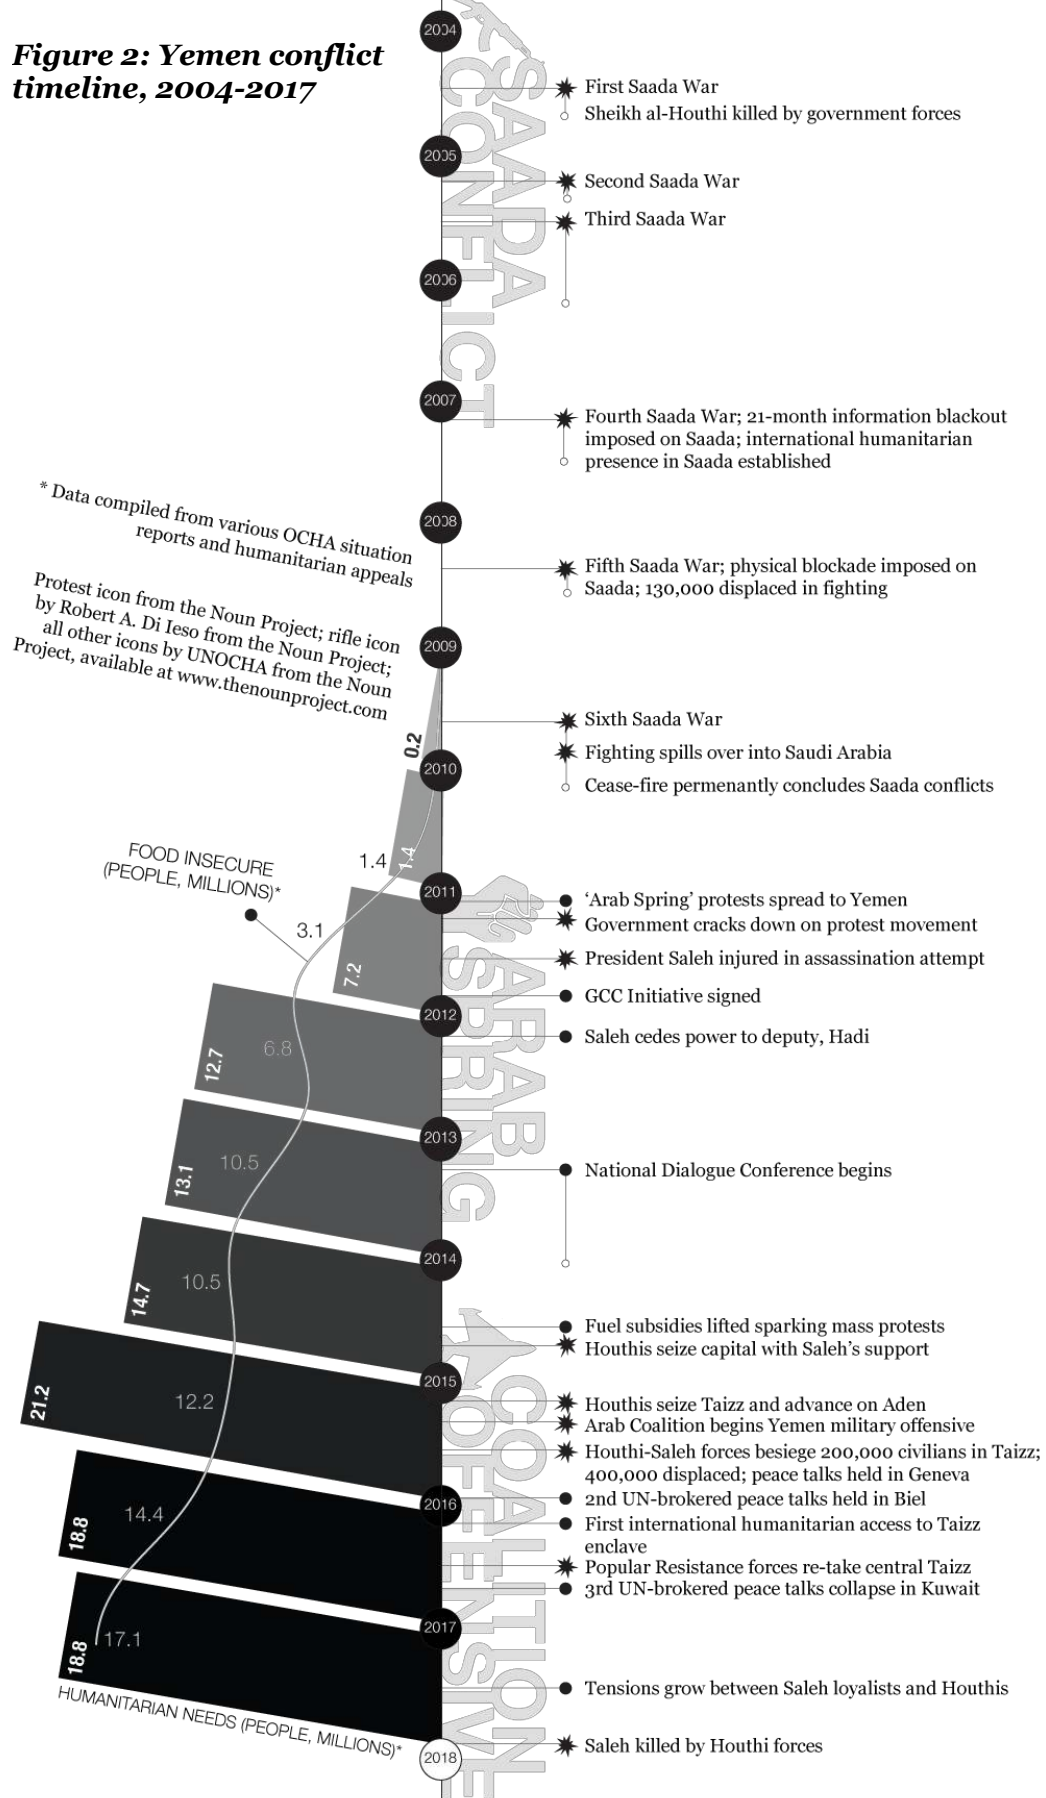 Figure 2: Yemen conflict
timeline, 2004-2017
2004
First Saada War
Sheikh al-Houthi killed by government forces
2005
Second Saada War
Third Saada War
2006
SAADA
CONFLICT
2007
Fourth Saada War; 21-month information blackout
imposed on Saada; international humanitarian
presence in Saada established
* Data compiled from various OCHA situation
reports and humanitarian appeals
2008
Fifth Saada War; physical blockade imposed on
Saada; 130,000 displaced in fighting
Protest icon from the Noun Project; rifle icon
by Robert A. Di Ieso from the Noun Project;
all other icons by UNOCHA from the Noun
Project, available at www.thenounproject.com
2009
Sixth Saada War
0.2
Fighting spills over into Saudi Arabia
2010
Cease-fire permenantly concludes Saada conflicts
FOOD INSECURE
(PEOPLE, MILLIONS)*
1.4
1.4
2011
'Arab Spring' protests spread to Yemen
Government cracks down on protest movement
3.1
7.2
President Saleh injured in assassination attempt
GCC Initiative signed
2012
Saleh cedes power to deputy, Hadi
ARAB
SPRING
6.8
12.7
2013
National Dialogue Conference begins
10.5
13.1
2014
10.5
14.7
Fuel subsidies lifted sparking mass protests
Houthis seize capital with Saleh's support
2015
Houthis seize Taizz and advance on Aden
Arab Coalition begins Yemen military offensive
12.2
21.2
Houthi-Saleh forces besiege 200,000 civilians in Taizz;
400,000 displaced; peace talks held in Geneva
2016
2nd UN-brokered peace talks held in Biel
First international humanitarian access to Taizz
enclave
14.4
18.8
Popular Resistance forces re-take central Taizz
3rd UN-brokered peace talks collapse in Kuwait
2017
COALITION
OFFENSIVE
17.1
18.8
Tensions grow between Saleh loyalists and Houthis
HUMANITARIAN NEEDS (PEOPLE, MILLIONS)*
2018
Saleh killed by Houthi forces